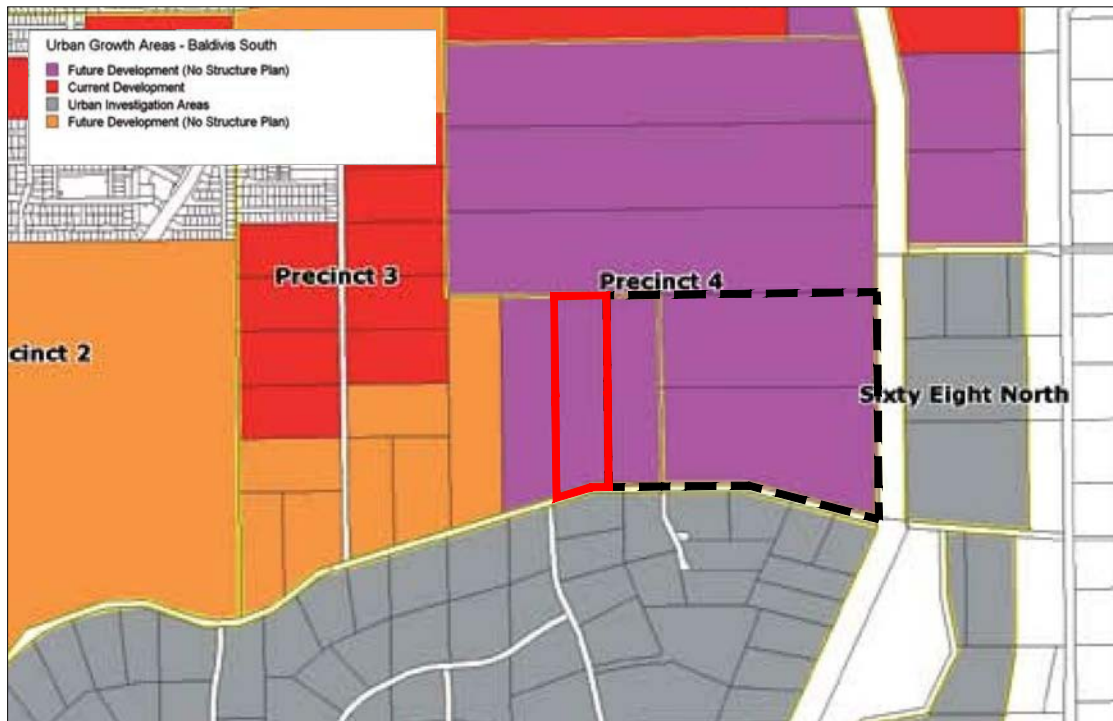 Urban Growth Areas - Baldivis South
Future Development (No Structure Plan)
Current Development
Urban Investigation Areas
Future Development (No Structure Plan)
Precinct 3
Precinct 4
cinct 2
Sixty Eight North